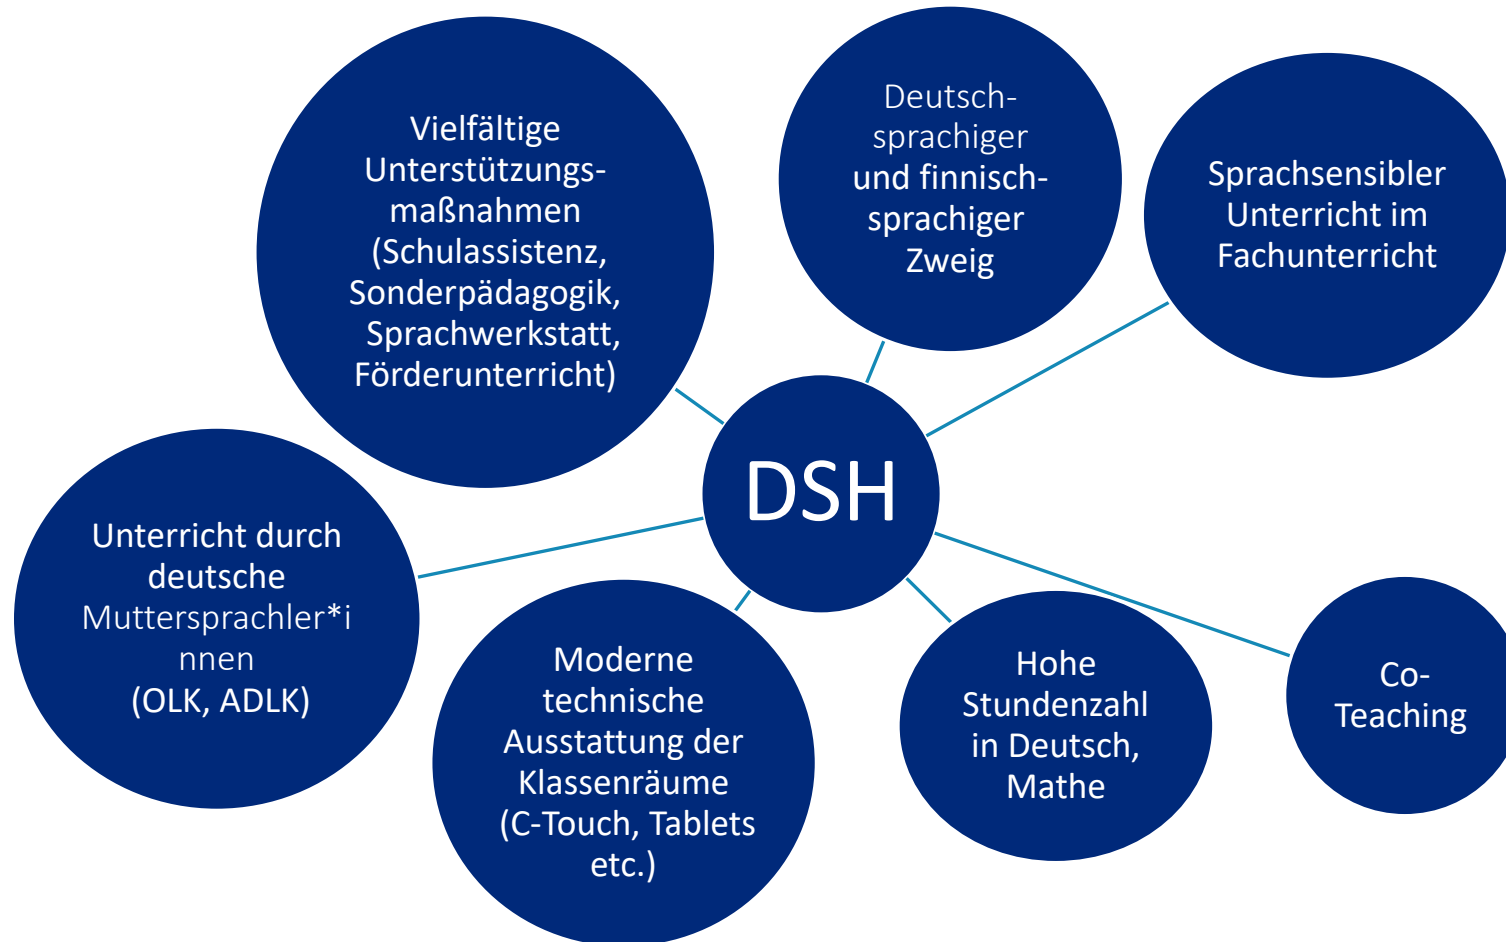 Vielfältige
Unterstützungs-
maßnahmen
(Schulassistenz,
Sonderpädagogik,
Sprachwerkstatt,
Förderunterricht)
Deutsch-
sprachiger
und finnisch-
sprachiger
Zweig
Sprachsensibler
Unterricht im
Fachunterricht
DSH
Unterricht durch
deutsche
Muttersprachler*i
nnen
(OLK, ADLK)
Moderne
technische
Ausstattung der
Klassenräume
(C-Touch, Tablets
etc.)
Hohe
Stundenzahl
in Deutsch,
Mathe
Co-
Teaching